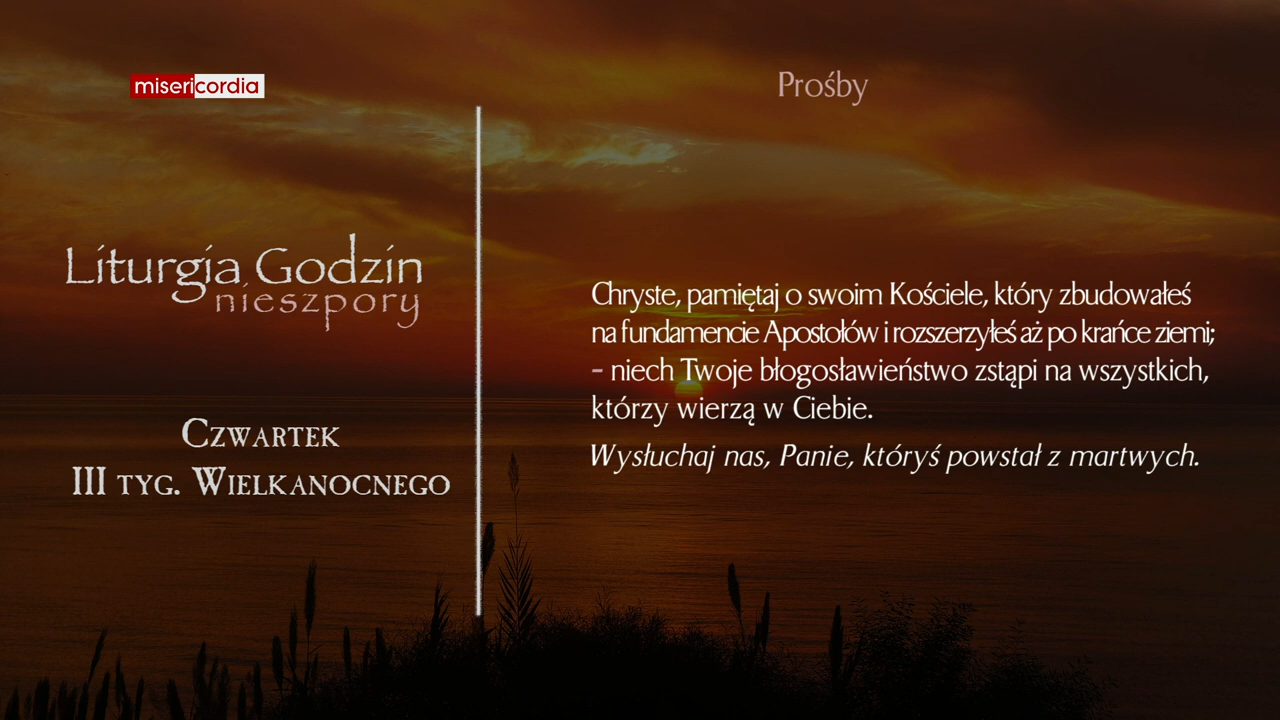 misericordia
Liturgia Godzin
nieszpory
Czwartek
III tyg. Wielkanocnego
Prośby
Chryste, pamiętaj o swoim Kościele, który zbudowałeś
na fundamencie Apostołów i rozszerzyłeś aż po krańce ziemi;
- niech Twoje błogosławieństwo zstąpi na wszystkich,
którzy wierzą w Ciebie.
Wysłuchaj nas, Panie, któryś powstał z martwych.